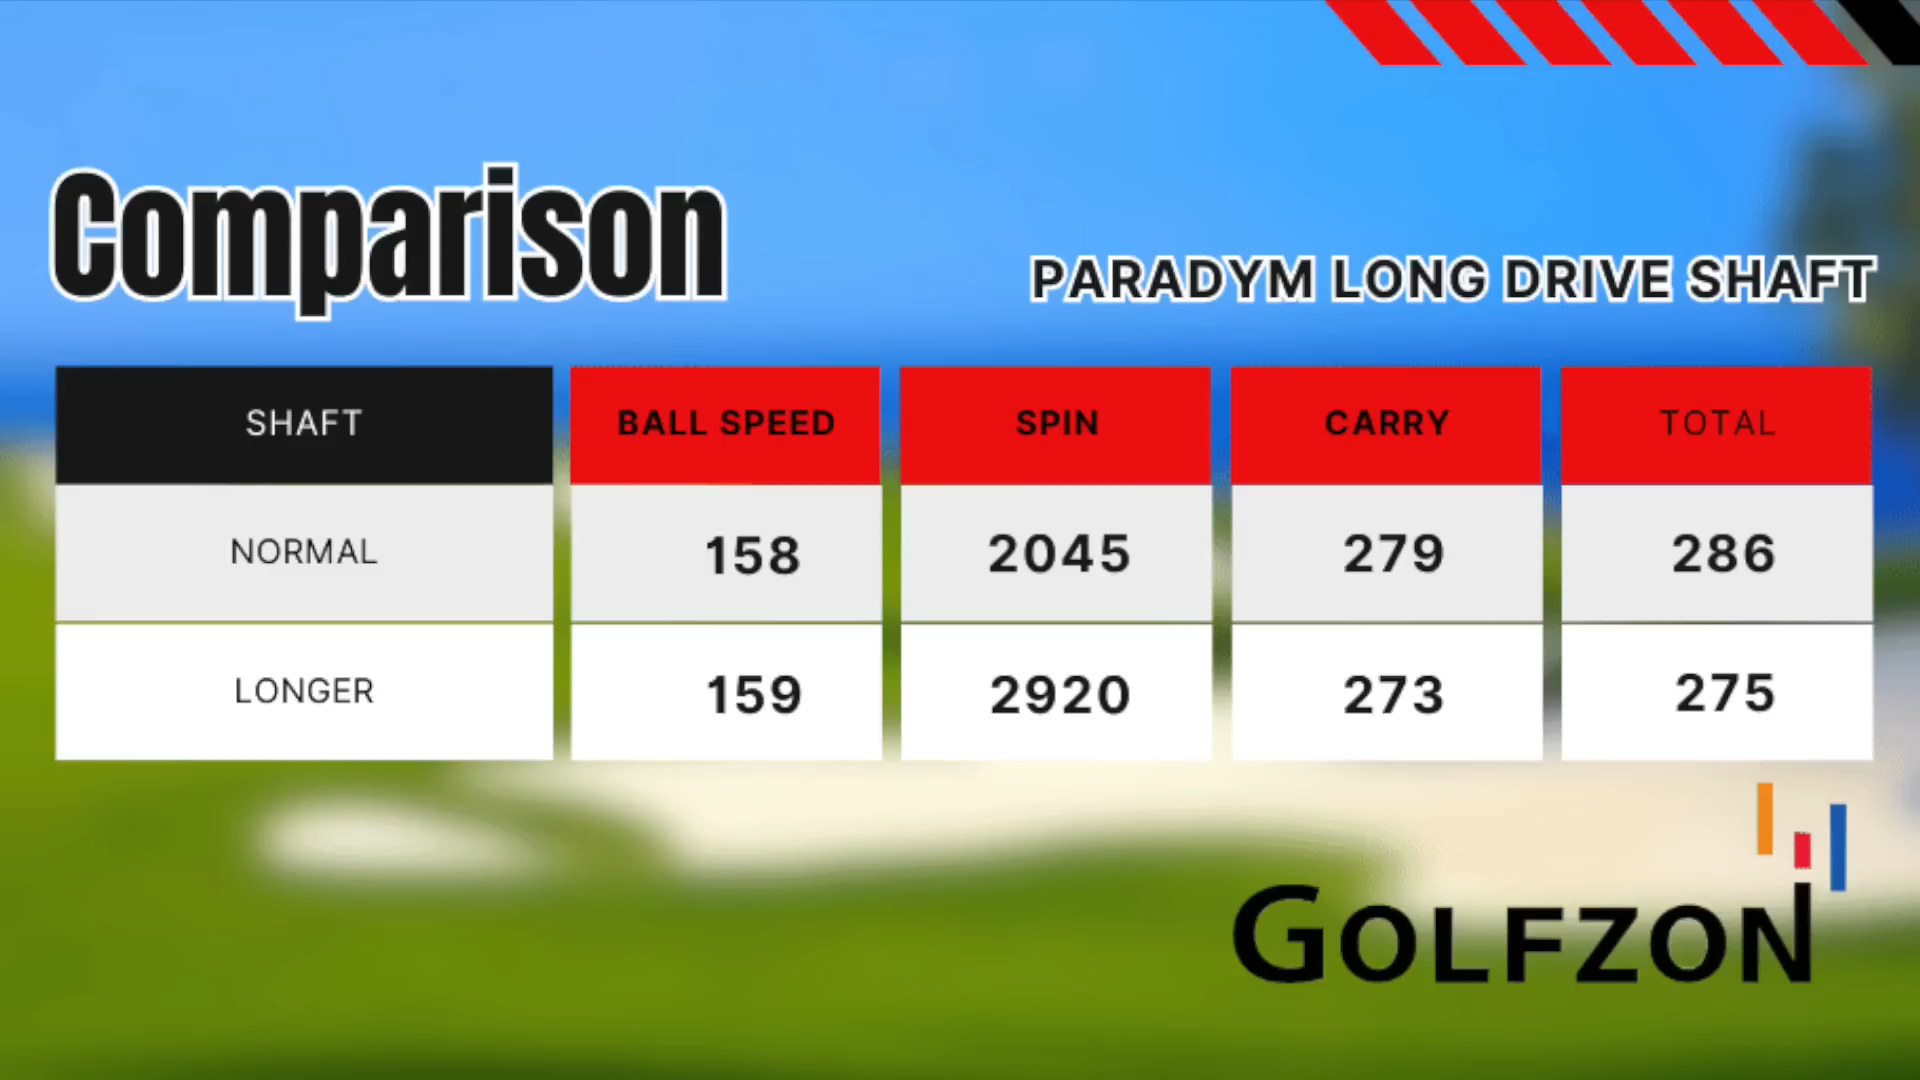 Comparison
PARADYM LONG DRIVE SHAFT
SHAFT BALL SPEED SPIN CARRY TOTAL
NORMAL 158 2045 279 286
LONGER 159 2920 273 275
GOLFZON